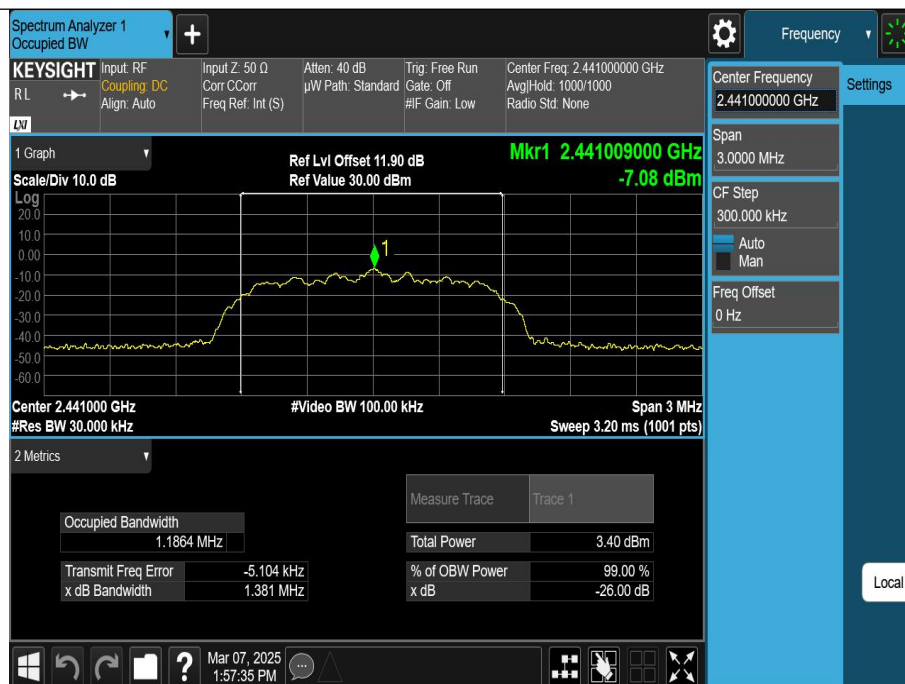 Spectrum Analyzer 1
Occupied BW
Frequency
KEYSIGHT
RL
LXI
Input: RF
Coupling: DC
Align: Auto
Input Z: 50 Ω
Corr CCorr
Freq Ref: Int (S)
Atten: 40 dB
µW Path: Standard
Trig: Free Run
Gate: Off
#IF Gain: Low
Center Freq: 2.441000000 GHz
Avg|Hold: 1000/1000
Radio Std: None
Center Frequency
2.441000000 GHz
Settings
Span
3.0000 MHz
CF Step
300.000 kHz
Auto
Man
Freq Offset
0 Hz
Local
1 Graph
Scale/Div 10.0 dB
Ref Lvl Offset 11.90 dB
Ref Value 30.00 dBm
Mkr1 2.441009000 GHz
-7.08 dBm
Log
20.0
10.0
0.00
-10.0
-20.0
-30.0
-40.0
-50.0
-60.0
1
Center 2.441000 GHz
#Res BW 30.000 kHz
#Video BW 100.00 kHz
Span 3 MHz
Sweep 3.20 ms (1001 pts)
2 Metrics
Measure Trace Trace 1
Occupied Bandwidth
1.1864 MHz
Total Power 3.40 dBm
Transmit Freq Error -5.104 kHz
% of OBW Power 99.00 %
x dB Bandwidth 1.381 MHz
x dB -26.00 dB
?
Mar 07, 2025
1:57:35 PM